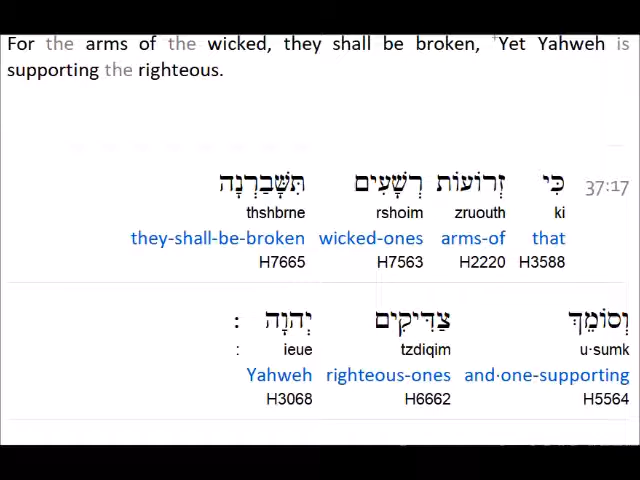 For the arms of the wicked, they shall be broken, +Yet Yahweh is
supporting the righteous.
37:17 כִּי זְרוֹעוֹת רְשָׁעִים תִּשָּׁבַרְנָה
thshbrne rshoim zruouth ki
they-shall-be-broken wicked-ones arms-of that
H7665 H7563 H2220 H3588
וְסוֹמֵךְ צַדִּיקִים יְהוָה :
: ieue tzdiqim u·sumk
Yahweh righteous-ones and·one-supporting
H3068 H6662 H5564